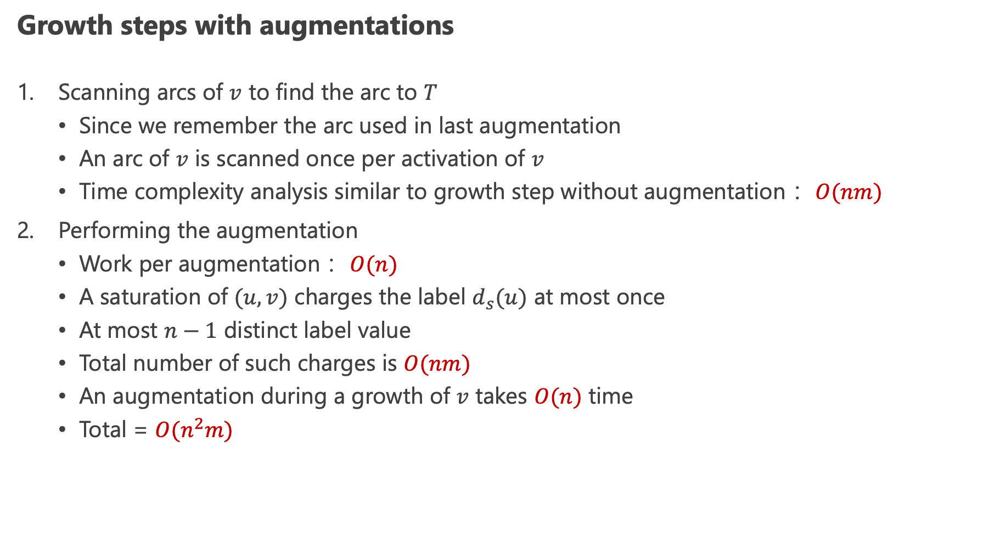 Growth steps with augmentations
1. Scanning arcs of v to find the arc to T
• Since we remember the arc used in last augmentation
• An arc of v is scanned once per activation of v
• Time complexity analysis similar to growth step without augmentation : O(nm)
2. Performing the augmentation
• Work per augmentation : O(n)
• A saturation of (u, v) charges the label dₛ(u) at most once
• At most n − 1 distinct label value
• Total number of such charges is O(nm)
• An augmentation during a growth of v takes O(n) time
• Total = O(n²m)